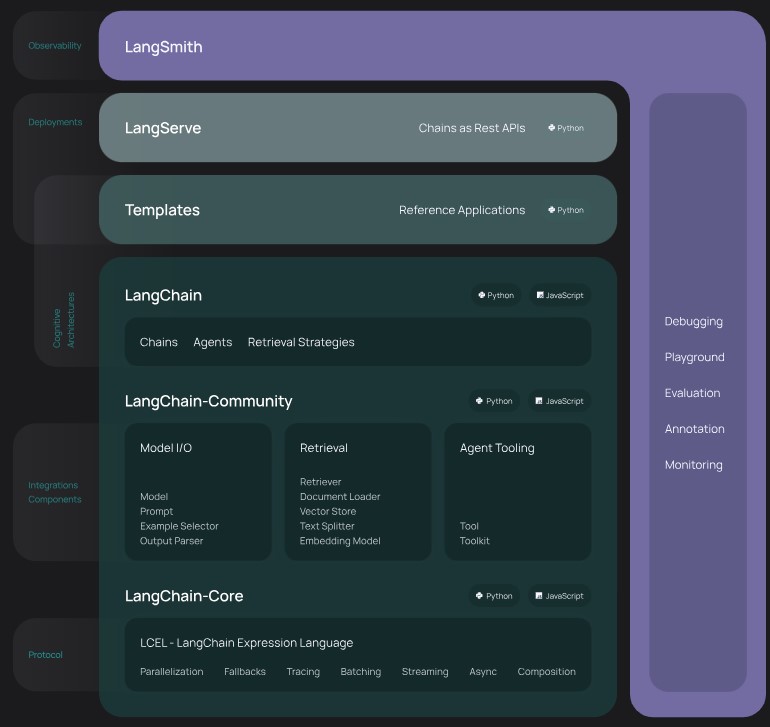 Observability
LangSmith
Deployments
LangServe
Chains as Rest APIs
Python
Templates
Reference Applications
Python
Cognitive
Architectures
LangChain
Python
JavaScript
Chains Agents Retrieval Strategies
LangChain-Community
Python
JavaScript
Integrations
Components
Model I/O
Model
Prompt
Example Selector
Output Parser
Retrieval
Retriever
Document Loader
Vector Store
Text Splitter
Embedding Model
Agent Tooling
Tool
Toolkit
LangChain-Core
Python
JavaScript
Protocol
LCEL - LangChain Expression Language
Parallelization Fallbacks Tracing Batching Streaming Async Composition
Debugging
Playground
Evaluation
Annotation
Monitoring